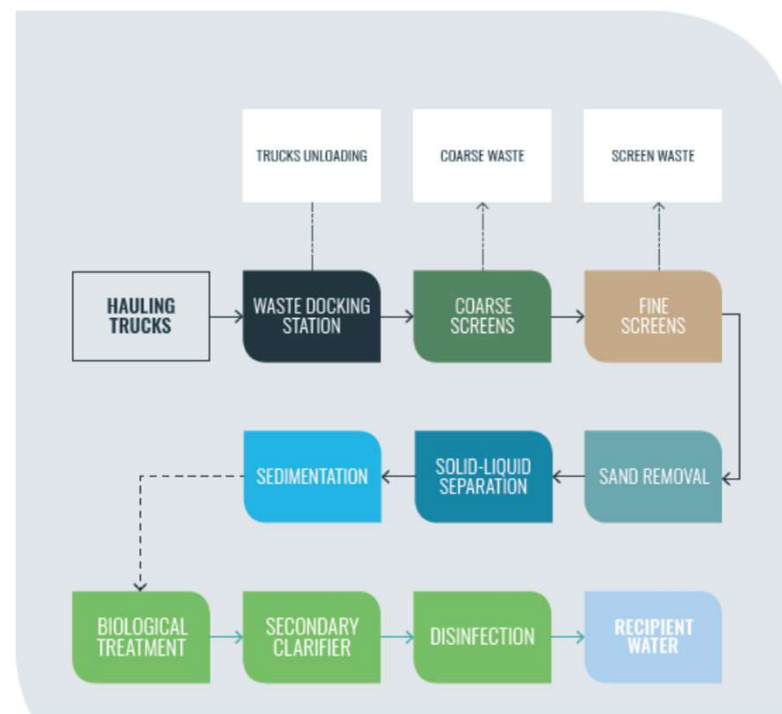 TRUCKS UNLOADING
COARSE WASTE
SCREEN WASTE
HAULING
TRUCKS
WASTE DOCKING
STATION
COARSE
SCREENS
FINE
SCREENS
SEDIMENTATION
SOLID-LIQUID
SEPARATION
SAND REMOVAL
BIOLOGICAL
TREATMENT
SECONDARY
CLARIFIER
DISINFECTION
RECIPIENT
WATER